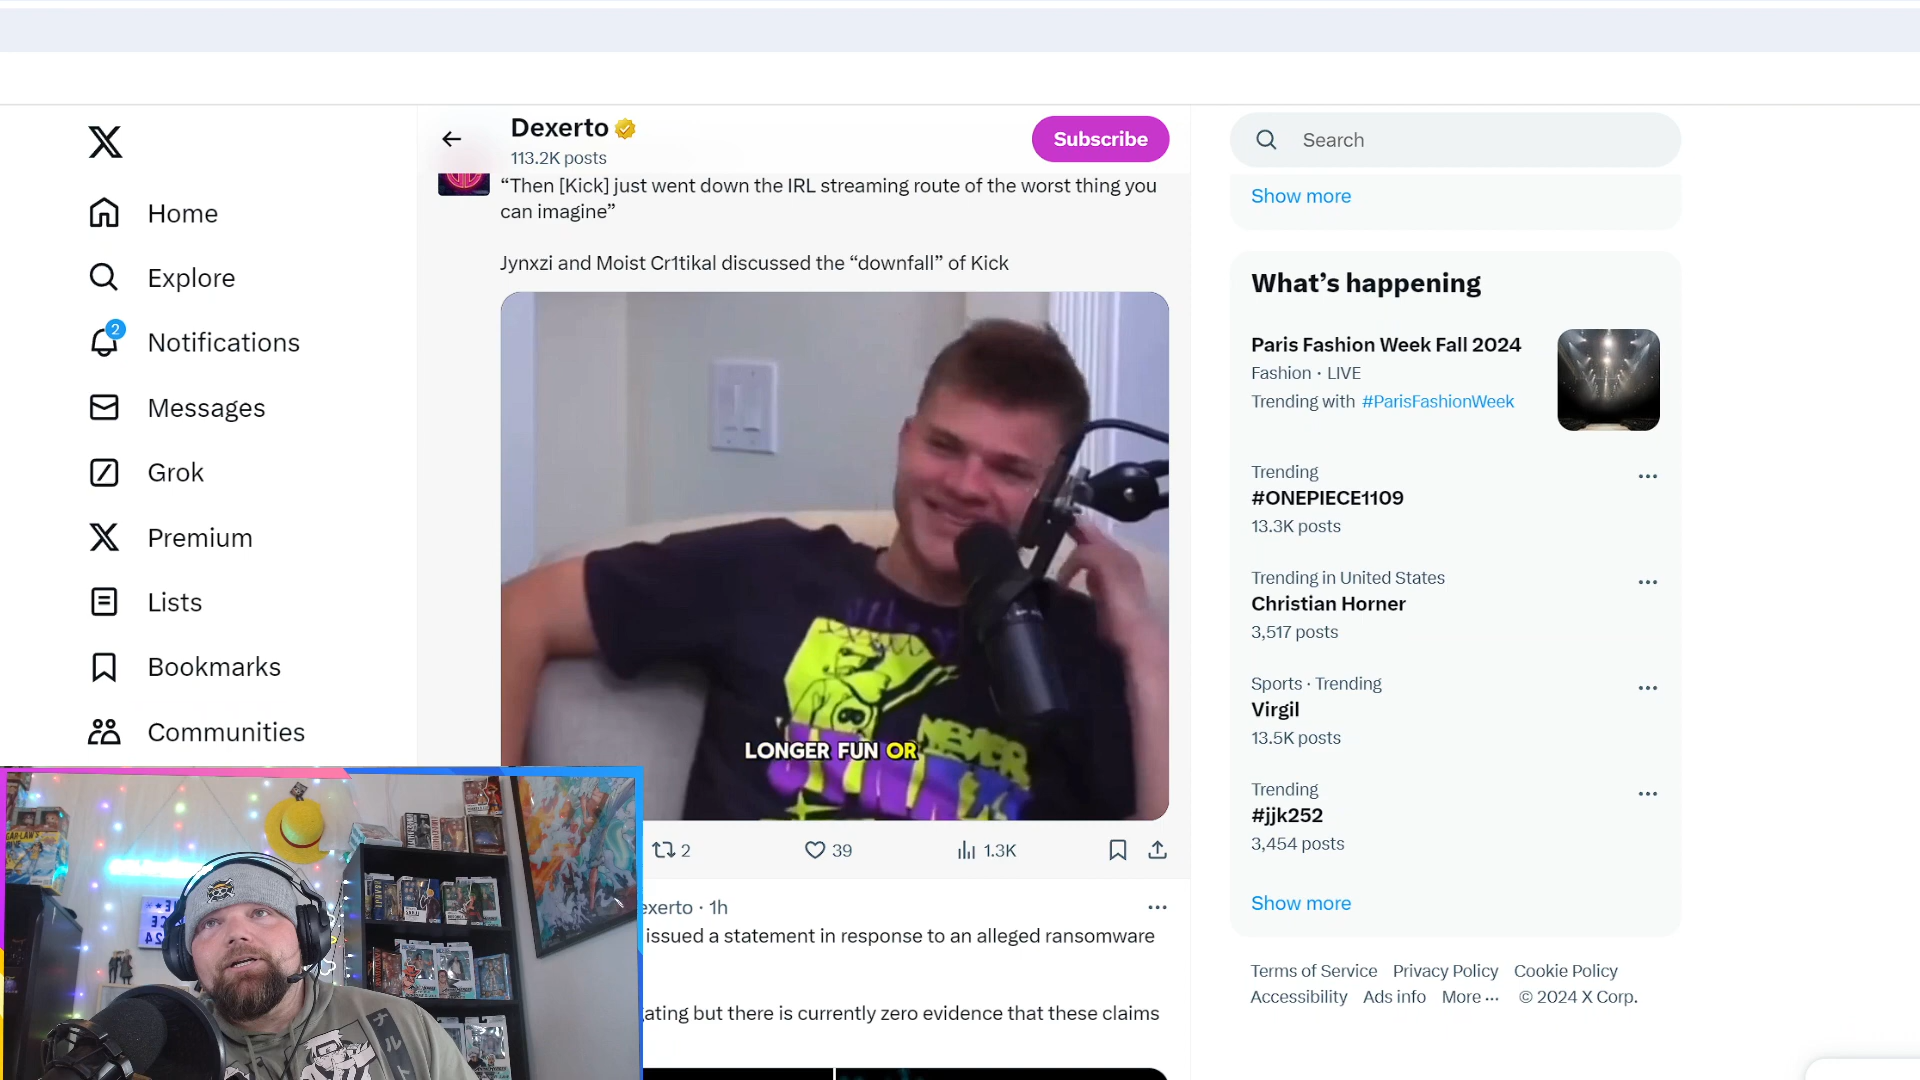 Home
Explore
2
Notifications
Messages
Grok
Premium
Lists
Bookmarks
Communities
Dexerto
113.2K posts
Subscribe
“Then [Kick] just went down the IRL streaming route of the worst thing you
can imagine”
Jynxzi and Moist Cr1tikal discussed the “downfall” of Kick
NEVER
LONGER FUN OR
2
39
1.3K
exerto · 1h
issued a statement in response to an alleged ransomware
ating but there is currently zero evidence that these claims
Search
Show more
What’s happening
Paris Fashion Week Fall 2024
Fashion · LIVE
Trending with #ParisFashionWeek
Trending
#ONEPIECE1109
13.3K posts
Trending in United States
Christian Horner
3,517 posts
Sports · Trending
Virgil
13.5K posts
Trending
#jjk252
3,454 posts
Show more
Terms of Service Privacy Policy Cookie Policy
Accessibility Ads info More ··· © 2024 X Corp.
ナル